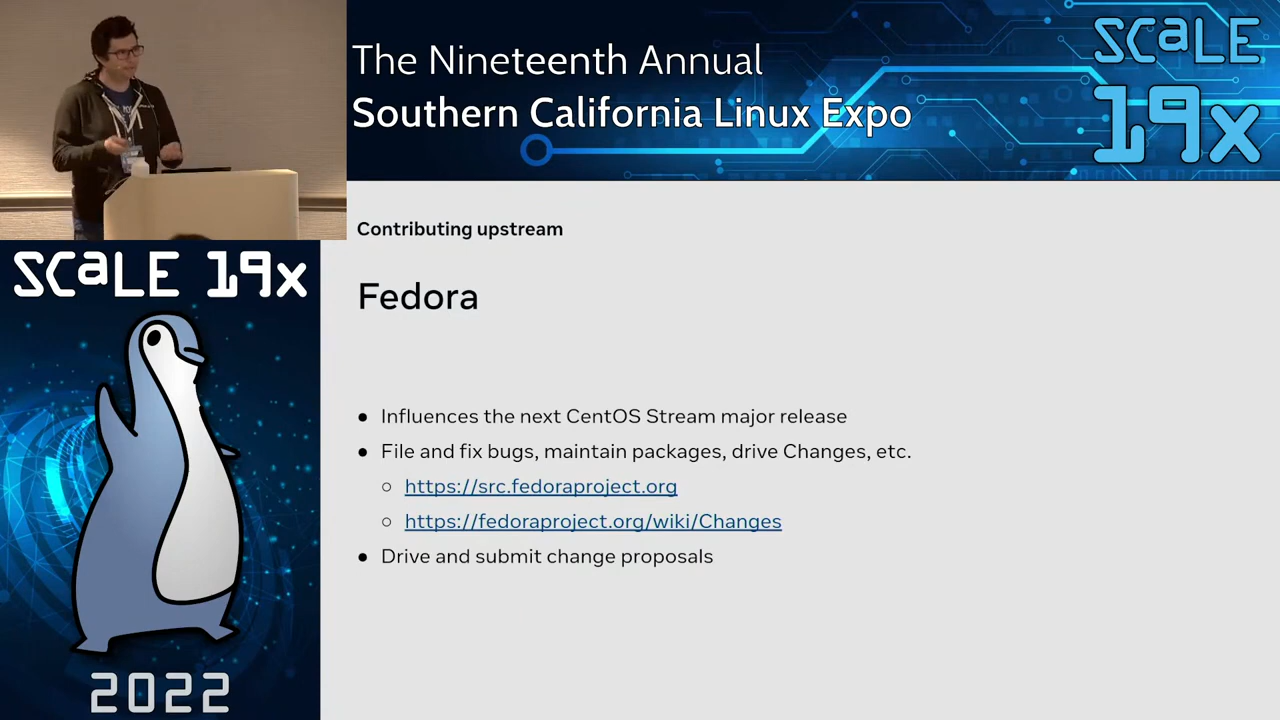 The Nineteenth Annual
Southern California Linux Expo
SCaLE
19x
SCaLE 19x
2022
Contributing upstream
Fedora
● Influences the next CentOS Stream major release
● File and fix bugs, maintain packages, drive Changes, etc.
○ https://src.fedoraproject.org
○ https://fedoraproject.org/wiki/Changes
● Drive and submit change proposals